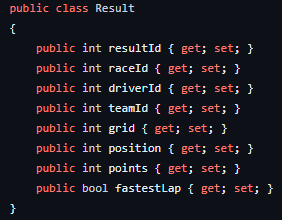 public class Result
{
    public int resultId { get; set; }
    public int raceId { get; set; }
    public int driverId { get; set; }
    public int teamId { get; set; }
    public int grid { get; set; }
    public int position { get; set; }
    public int points { get; set; }
    public bool fastestLap { get; set; }
}